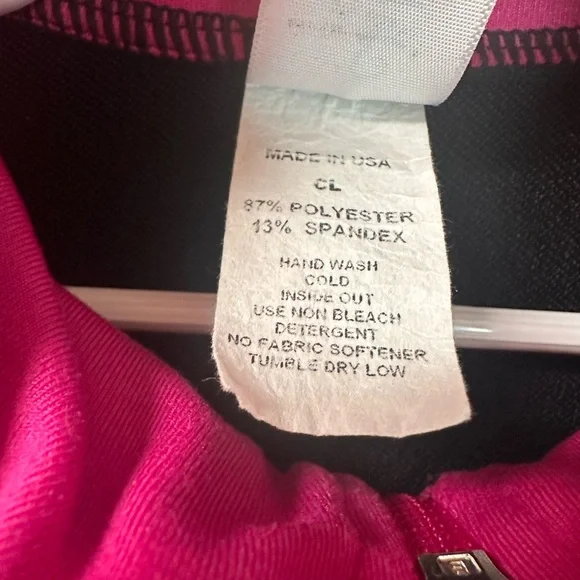 MADE IN USA
CL
87% POLYESTER
13% SPANDEX
HAND WASH
COLD
INSIDE OUT
USE NON BLEACH
DETERGENT
NO FABRIC SOFTENER
TUMBLE DRY LOW